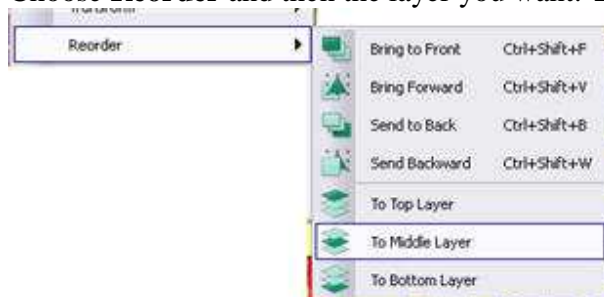 Choose Reorder and then the layer you want.
Transform
Reorder
Bring to Front Ctrl+Shift+F
Bring Forward Ctrl+Shift+V
Send to Back Ctrl+Shift+B
Send Backward Ctrl+Shift+W
To Top Layer
To Middle Layer
To Bottom Layer